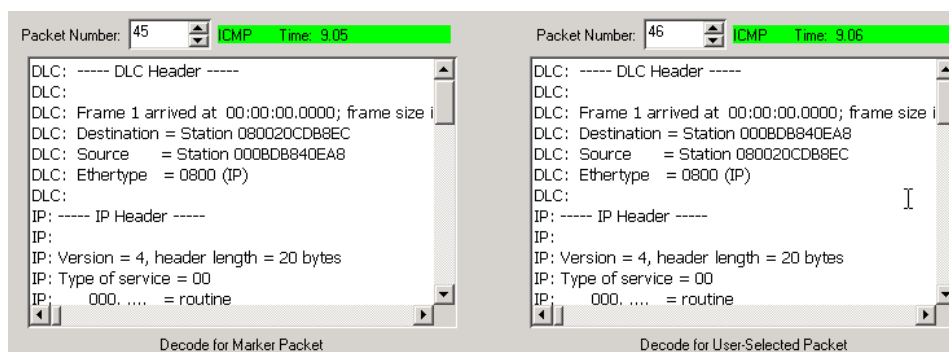 Packet Number: 45 ICMP Time: 9.05
DLC: ----- DLC Header -----
DLC:
DLC: Frame 1 arrived at 00:00:00.0000; frame size i
DLC: Destination = Station 080020CDB8EC
DLC: Source = Station 000BDB840EA8
DLC: Ethertype = 0800 (IP)
DLC:
IP: ----- IP Header -----
IP:
IP: Version = 4, header length = 20 bytes
IP: Type of service = 00
IP: 000. .... = routine
Decode for Marker Packet
Packet Number: 46 ICMP Time: 9.06
DLC: ----- DLC Header -----
DLC:
DLC: Frame 1 arrived at 00:00:00.0000; frame size i
DLC: Destination = Station 000BDB840EA8
DLC: Source = Station 080020CDB8EC
DLC: Ethertype = 0800 (IP)
DLC:
IP: ----- IP Header -----
IP:
IP: Version = 4, header length = 20 bytes
IP: Type of service = 00
IP: 000. .... = routine
Decode for User-Selected Packet